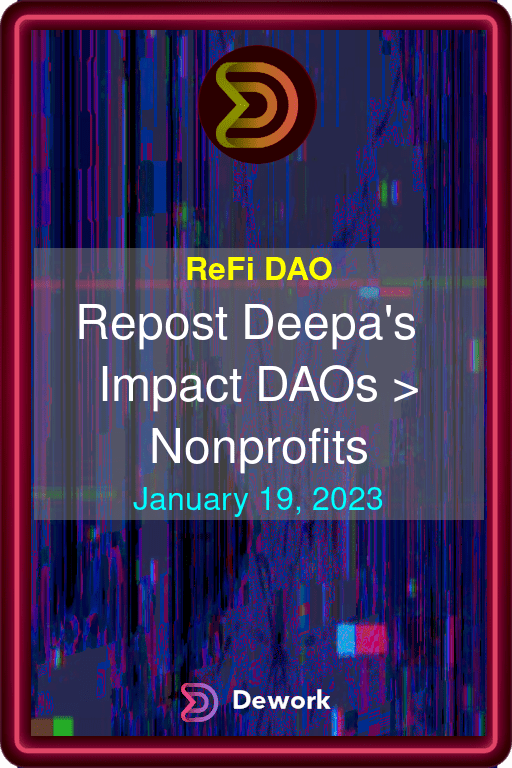 ReFi DAO
Repost Deepa's
Impact DAOs >
Nonprofits
January 19, 2023
Dework